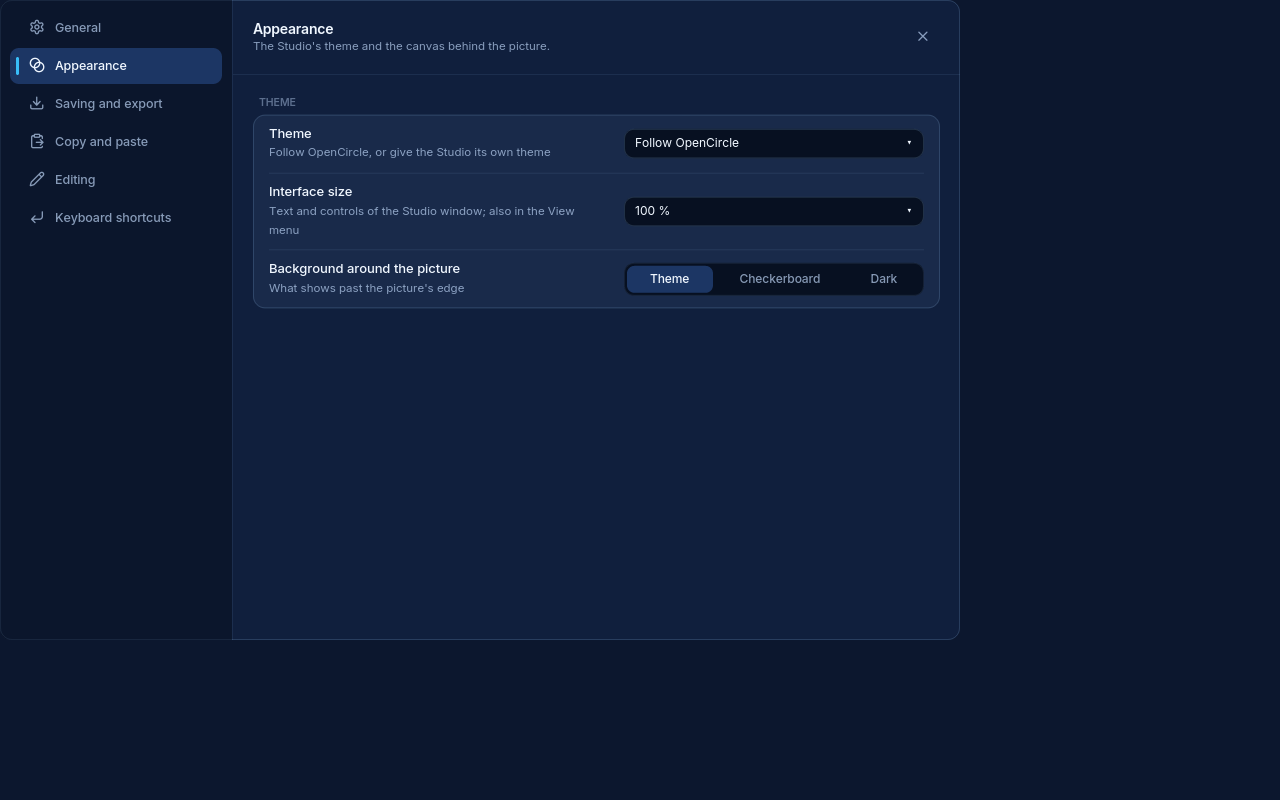 General
Appearance
Saving and export
Copy and paste
Editing
Keyboard shortcuts
Appearance
The Studio's theme and the canvas behind the picture.
THEME
Theme
Follow OpenCircle, or give the Studio its own theme
Follow OpenCircle
Interface size
Text and controls of the Studio window; also in the View
menu
100 %
Background around the picture
What shows past the picture's edge
Theme Checkerboard Dark